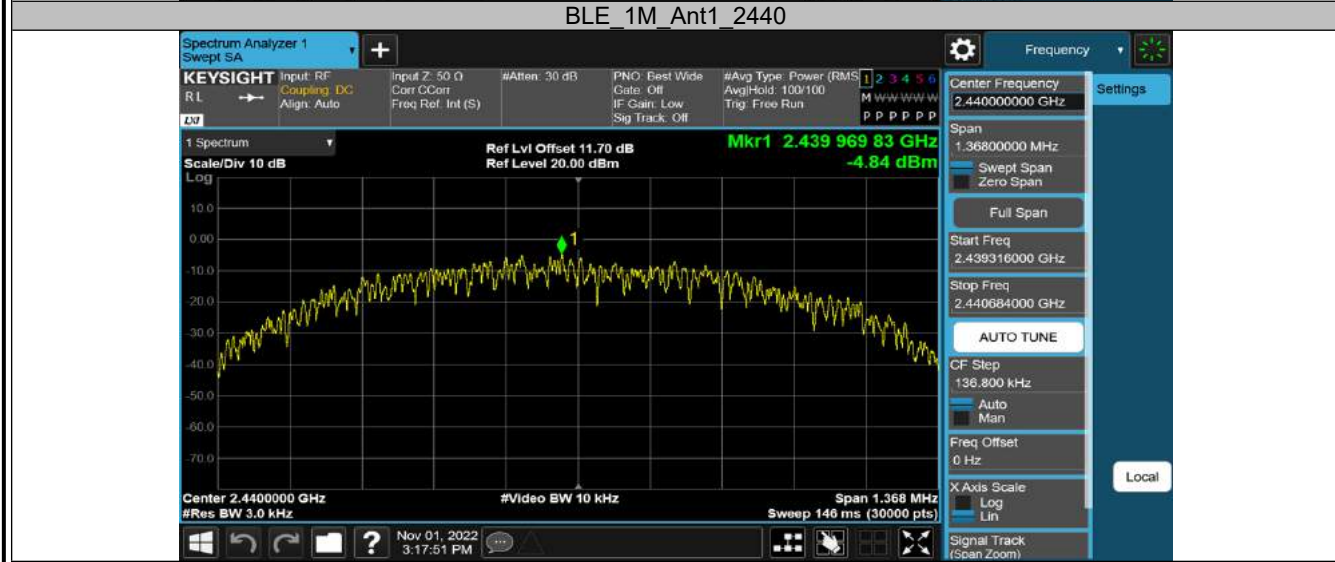 BLE_1M_Ant1_2440
Spectrum Analyzer 1
Swept SA
Frequency
KEYSIGHT
RL
LXI
Input: RF
Coupling: DC
Align: Auto
Input Z: 50 Ω
Corr CCorr
Freq Ref: Int (S)
#Atten: 30 dB
PNO: Best Wide
Gate: Off
IF Gain: Low
Sig Track: Off
#Avg Type: Power (RMS
Avg|Hold: 100/100
Trig: Free Run
1 2 3 4 5 6
M W W W W W
P P P P P P
1 Spectrum
Scale/Div 10 dB
Log
Ref Lvl Offset 11.70 dB
Ref Level 20.00 dBm
Mkr1 2.439 969 83 GHz
-4.84 dBm
10.0
0.00
-10.0
-20.0
-30.0
-40.0
-50.0
-60.0
-70.0
1
Center 2.4400000 GHz
#Res BW 3.0 kHz
#Video BW 10 kHz
Span 1.368 MHz
Sweep 146 ms (30000 pts)
Nov 01, 2022
3:17:51 PM
?
Center Frequency
2.440000000 GHz
Settings
Span
1.36800000 MHz
Swept Span
Zero Span
Full Span
Start Freq
2.439316000 GHz
Stop Freq
2.440684000 GHz
AUTO TUNE
CF Step
136.800 kHz
Auto
Man
Freq Offset
0 Hz
X Axis Scale
Log
Lin
Local
Signal Track
(Span Zoom)